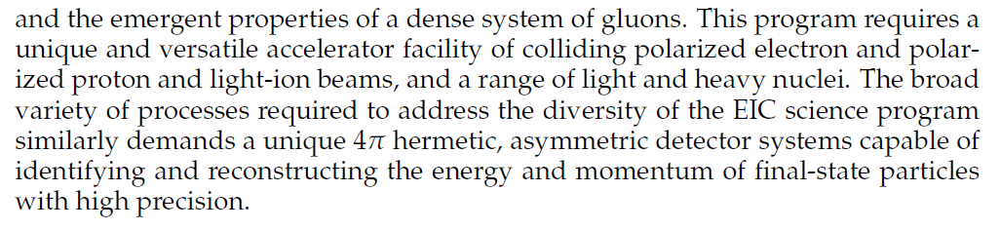 and the emergent properties of a dense system of gluons. This program requires a
unique and versatile accelerator facility of colliding polarized electron and polar-
ized proton and light-ion beams, and a range of light and heavy nuclei. The broad
variety of processes required to address the diversity of the EIC science program
similarly demands a unique 4π hermetic, asymmetric detector systems capable of
identifying and reconstructing the energy and momentum of final-state particles
with high precision.